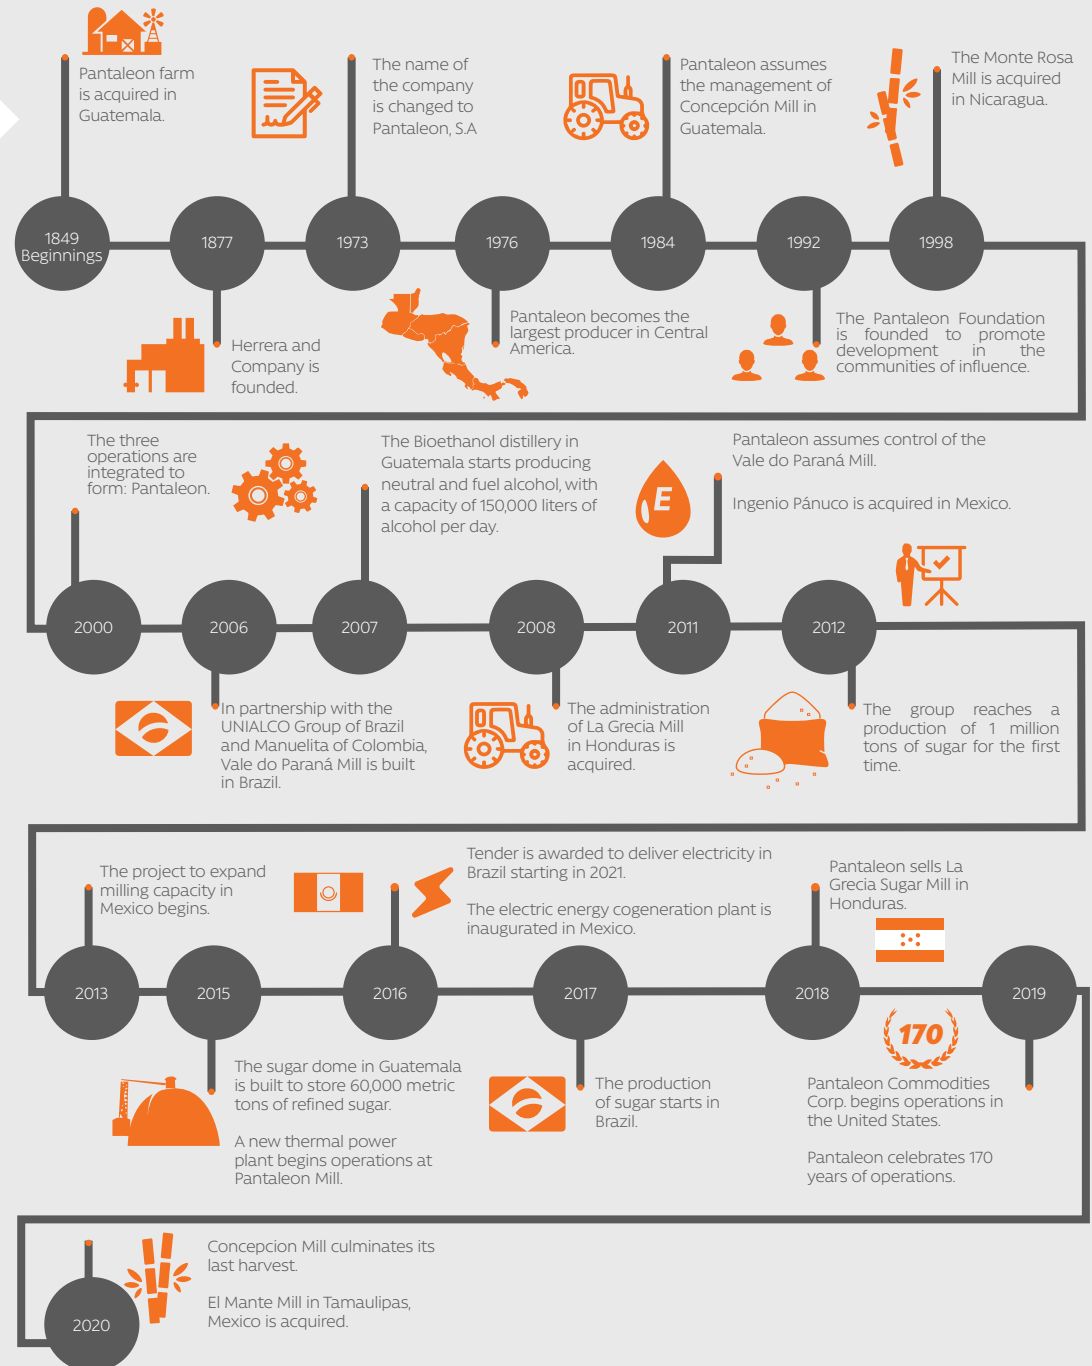 1849
Beginnings
Pantaleon farm
is acquired in
Guatemala.
1877
Herrera and
Company is
founded.
1973
The name of
the company
is changed to
Pantaleon, S.A
1976
Pantaleon becomes the
largest producer in Central
America.
1984
Pantaleon assumes
the management of
Concepción Mill in
Guatemala.
1992
The Pantaleon Foundation
is founded to promote
development in the
communities of influence.
1998
The Monte Rosa
Mill is acquired
in Nicaragua.
2000
The three
operations are
integrated to
form: Pantaleon.
2006
In partnership with the
UNIALCO Group of Brazil
and Manuelita of Colombia,
Vale do Paraná Mill is built
in Brazil.
2007
The Bioethanol distillery in
Guatemala starts producing
neutral and fuel alcohol, with
a capacity of 150,000 liters of
alcohol per day.
2008
The administration
of La Grecia Mill
in Honduras is
acquired.
E
2011
Pantaleon assumes control of the
Vale do Paraná Mill.
Ingenio Pánuco is acquired in Mexico.
2012
The group reaches a
production of 1 million
tons of sugar for the first
time.
2013
The project to expand
milling capacity in
Mexico begins.
2015
The sugar dome in Guatemala
is built to store 60,000 metric
tons of refined sugar.
A new thermal power
plant begins operations at
Pantaleon Mill.
2016
Tender is awarded to deliver electricity in
Brazil starting in 2021.
The electric energy cogeneration plant is
inaugurated in Mexico.
2017
The production
of sugar starts in
Brazil.
2018
Pantaleon sells La
Grecia Sugar Mill in
Honduras.
2019
170
Pantaleon Commodities
Corp. begins operations in
the United States.
Pantaleon celebrates 170
years of operations.
2020
Concepcion Mill culminates its
last harvest.
El Mante Mill in Tamaulipas,
Mexico is acquired.